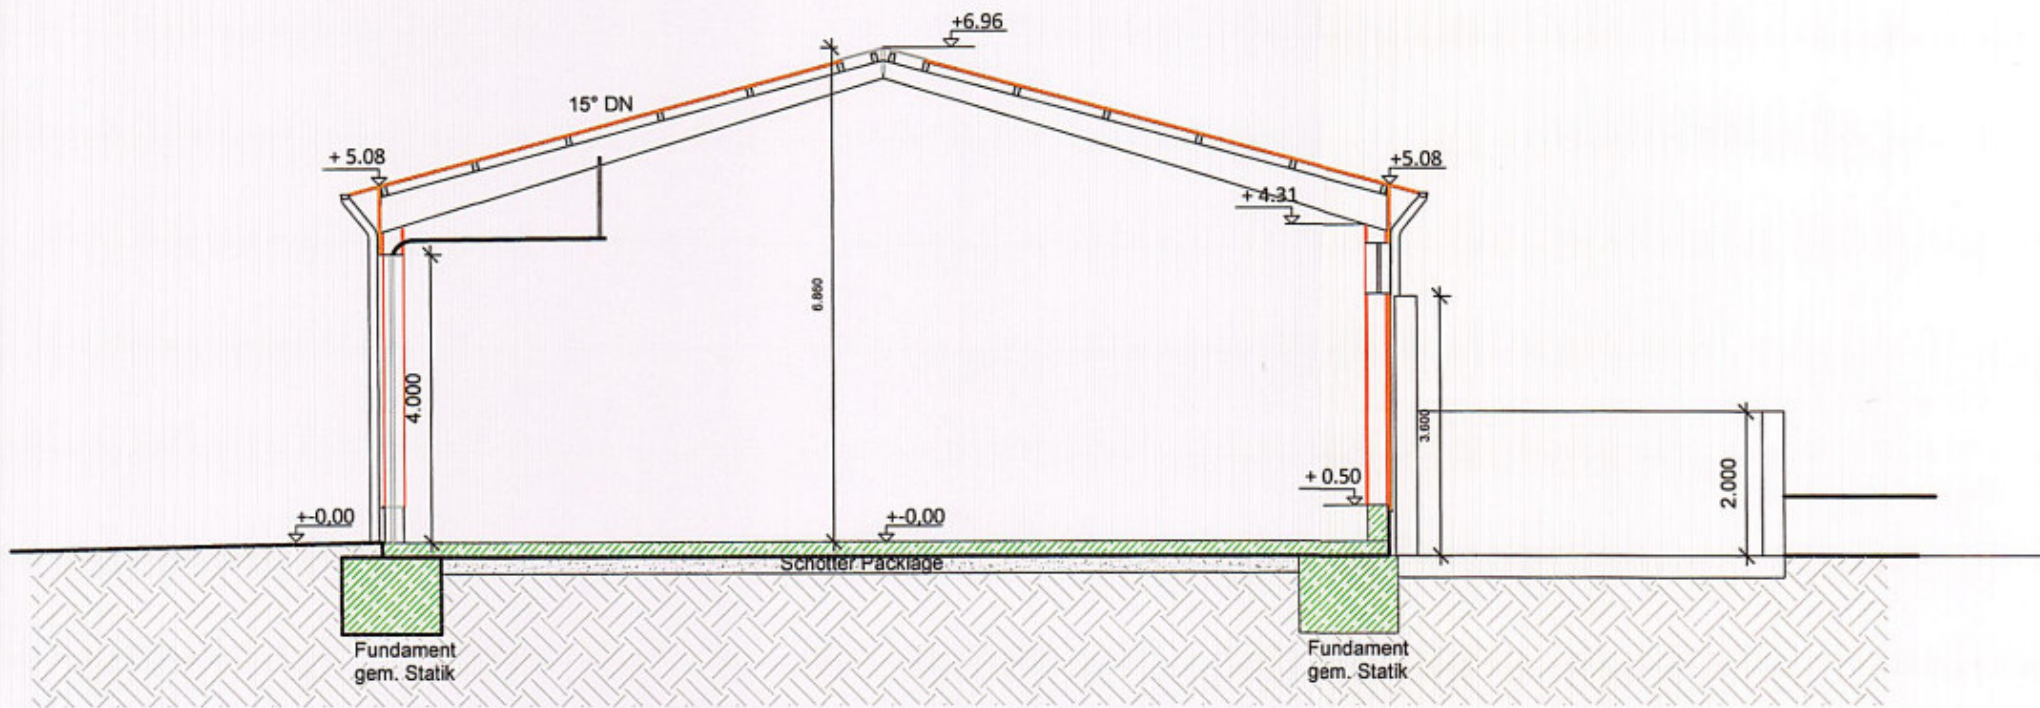 +6.96
15° DN
+ 5.08
+5.08
+ 4.31
6.860
4.000
3.600
+ 0.50
2.000
+-0,00
+-0,00
Schotter Packlage
Fundament
gem. Statik
Fundament
gem. Statik